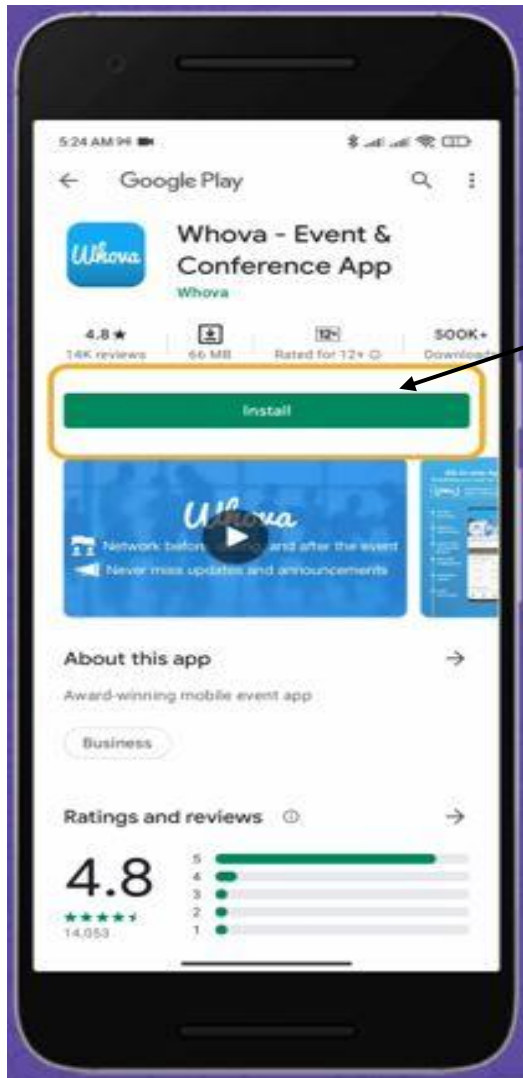 5:24 AM
Google Play
Whova
Whova - Event &
Conference App
Whova
4.8★ 12+ 500K+
14K reviews 66 MB Rated for 12+ Downloads
Install
Whova
Network before, and after the event
Never miss updates and announcements
About this app
Award-winning mobile event app
Business
Ratings and reviews
4.8
5
4
3
2
1
14,053